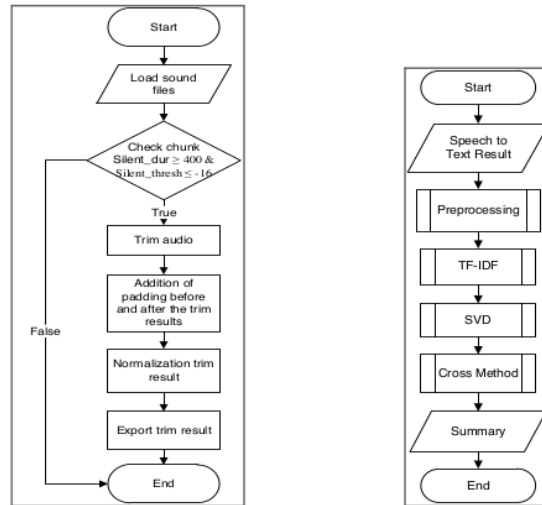 Start
Load sound
files
Check chunk
Silent_dur ≥ 400 &
Silent_thresh ≤ -16
True
Trim audio
Addition of
padding before
and after the trim
results
False
Normalization trim
result
Export trim result
End
Start
Speech to
Text Result
Preprocessing
TF-IDF
SVD
Cross Method
Summary
End